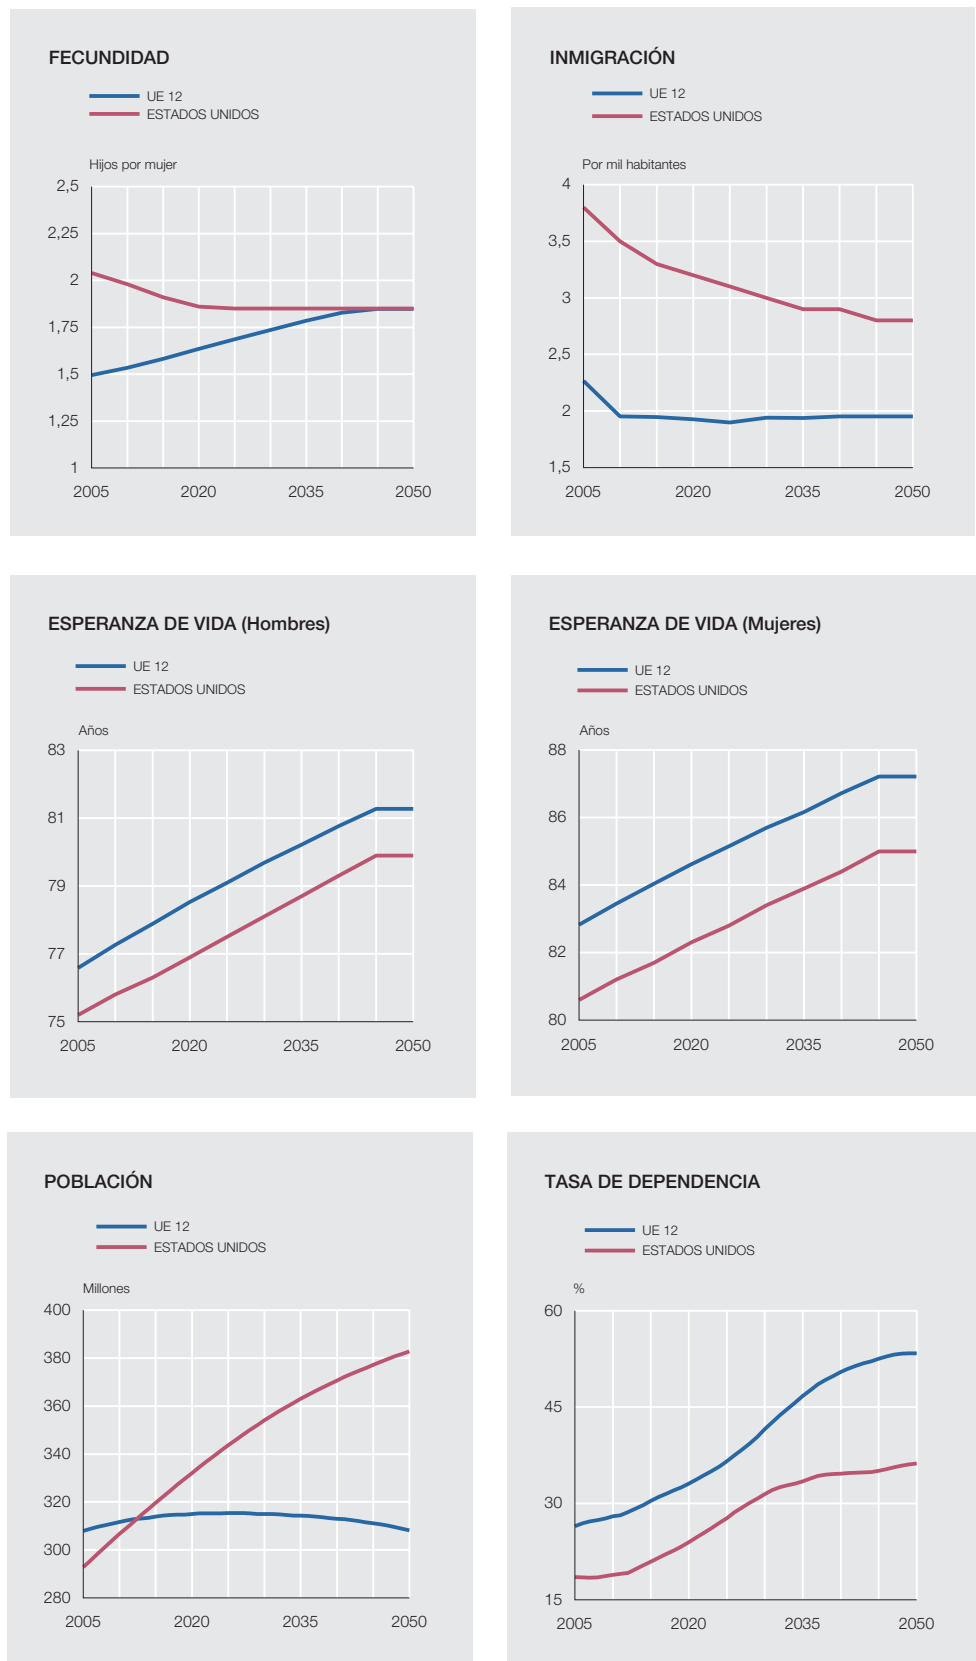 FECUNDIDAD
UE 12
ESTADOS UNIDOS
Hijos por mujer
2,5
2,25
2
1,75
1,5
1,25
1
2005 2020 2035 2050
INMIGRACIÓN
UE 12
ESTADOS UNIDOS
Por mil habitantes
4
3,5
3
2,5
2
1,5
2005 2020 2035 2050
ESPERANZA DE VIDA (Hombres)
UE 12
ESTADOS UNIDOS
Años
83
81
79
77
75
2005 2020 2035 2050
ESPERANZA DE VIDA (Mujeres)
UE 12
ESTADOS UNIDOS
Años
88
86
84
82
80
2005 2020 2035 2050
POBLACIÓN
UE 12
ESTADOS UNIDOS
Millones
400
380
360
340
320
300
280
2005 2020 2035 2050
TASA DE DEPENDENCIA
UE 12
ESTADOS UNIDOS
%
60
45
30
15
2005 2020 2035 2050